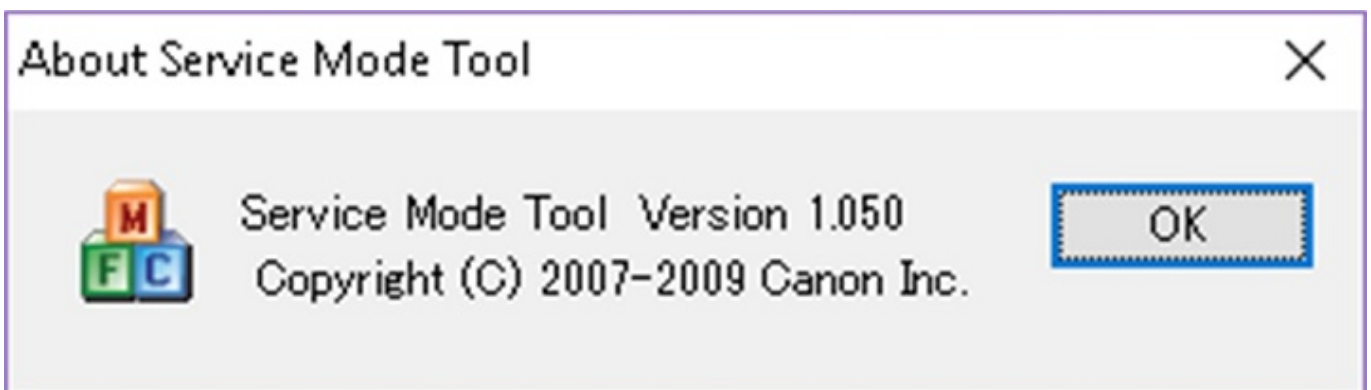 About Service Mode Tool
M
F C
Service Mode Tool Version 1.050
OK
Copyright (C) 2007-2009 Canon Inc.